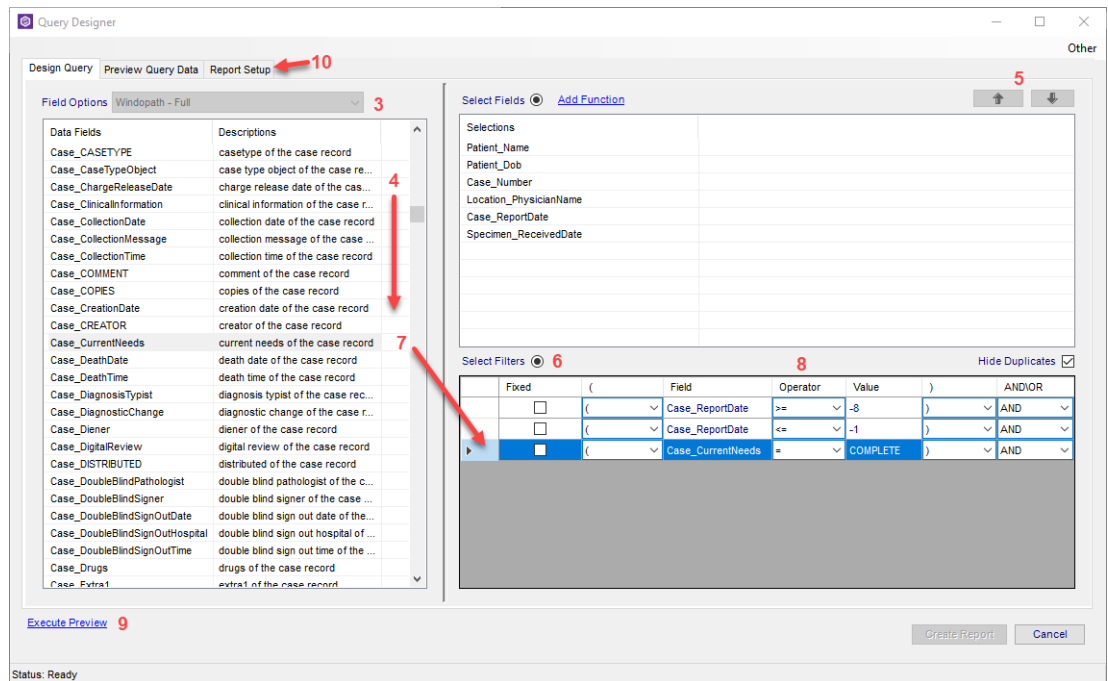 Query Designer
Other
Design Query Preview Query Data Report Setup 10
Field Options Windopath - Full 3
Data Fields Descriptions
Case_CASETYPE casetype of the case record
Case_CaseTypeObject case type object of the case re...
Case_ChargeReleaseDate charge release date of the cas...
Case_ClinicalInformation clinical information of the case r...
Case_CollectionDate collection date of the case record
Case_CollectionMessage collection message of the case ...
Case_CollectionTime collection time of the case record
Case_COMMENT comment of the case record
Case_COPIES copies of the case record
Case_CreationDate creation date of the case record
Case_CREATOR creator of the case record
Case_CurrentNeeds current needs of the case record
Case_DeathDate death date of the case record
Case_DeathTime death time of the case record
Case_DiagnosisTypist diagnosis typist of the case rec...
Case_DiagnosticChange diagnostic change of the case r...
Case_Diener diener of the case record
Case_DigitalReview digital review of the case record
Case_DISTRIBUTED distributed of the case record
Case_DoubleBlindPathologist double blind pathologist of the c...
Case_DoubleBlindSigner double blind signer of the case ...
Case_DoubleBlindSignOutDate double blind sign out date of the...
Case_DoubleBlindSignOutHospital double blind sign out hospital of ...
Case_DoubleBlindSignOutTime double blind sign out time of the ...
Case_Drugs drugs of the case record
Case_Extra1 extra1 of the case record
4
7
Select Fields Add Function
5
Selections
Patient_Name
Patient_Dob
Case_Number
Location_PhysicianName
Case_ReportDate
Specimen_ReceivedDate
Select Filters 6 8 Hide Duplicates
Fixed ( Field Operator Value ) AND\OR
( Case_ReportDate >= -8 ) AND
( Case_ReportDate <= -1 ) AND
( Case_CurrentNeeds = COMPLETE ) AND
Execute Preview 9
Create Report Cancel
Status: Ready